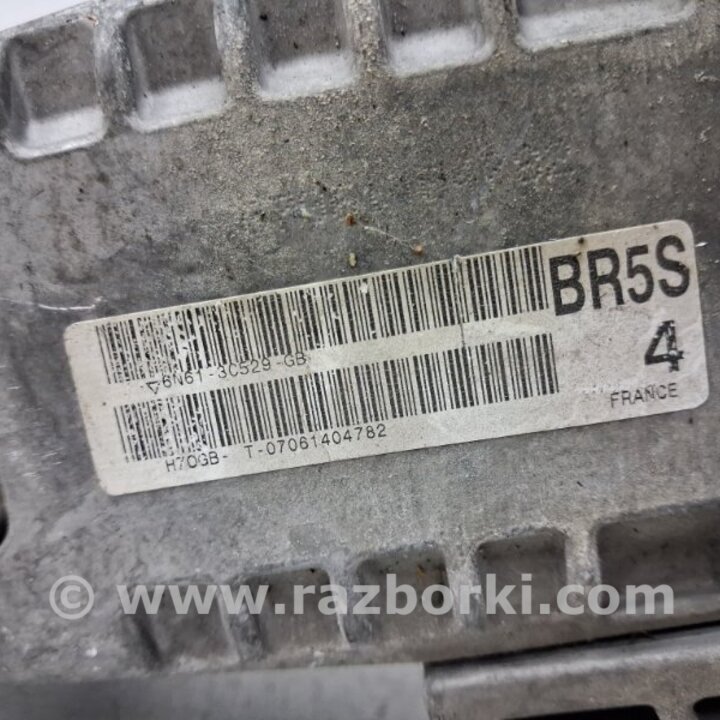 BR5S
6N61-3C529-GB
4
FRANCE
H7OGB- T-07061404782
© www.razborki.com